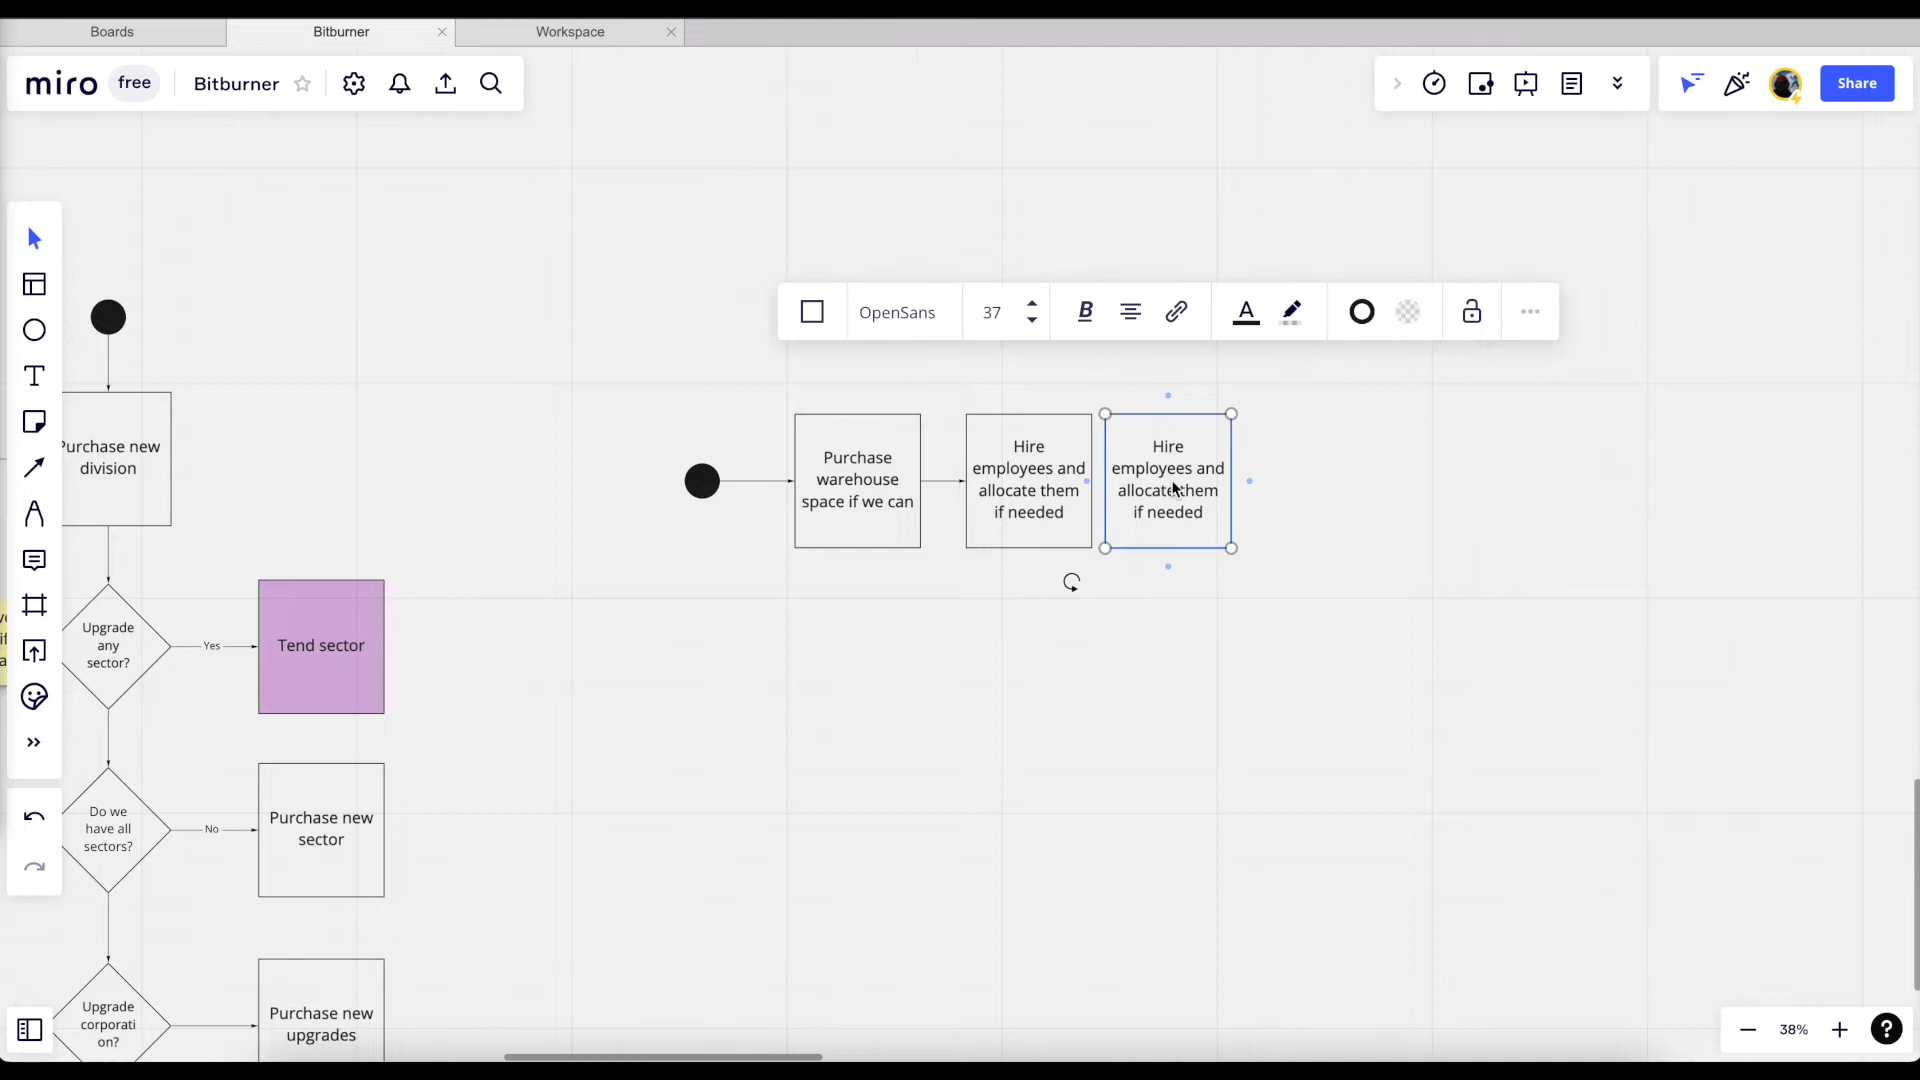 Boards
Bitburner
Workspace
miro
free
Bitburner
Share
OpenSans
37
B
A
Purchase new
division
Purchase
warehouse
space if we can
Hire
employees and
allocate them
if needed
Hire
employees and
allocate them
if needed
Upgrade
any
sector?
Yes
Tend sector
Do we
have all
sectors?
No
Purchase new
sector
Upgrade
corporati
on?
Purchase new
upgrades
38%